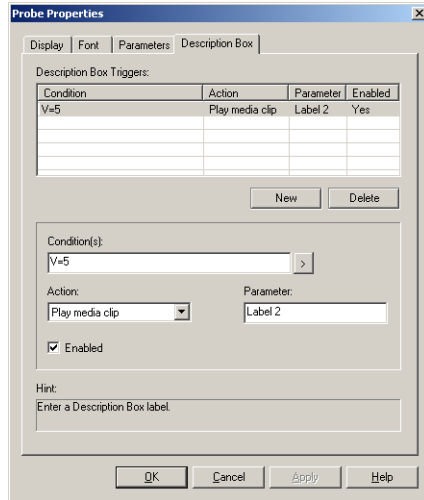 Probe Properties
Display Font Parameters Description Box
Description Box Triggers:
Condition Action Parameter Enabled
V=5 Play media clip Label 2 Yes
New Delete
Condition(s):
V=5 >
Action: Parameter:
Play media clip Label 2
Enabled
Hint:
Enter a Description Box label.
OK Cancel Apply Help